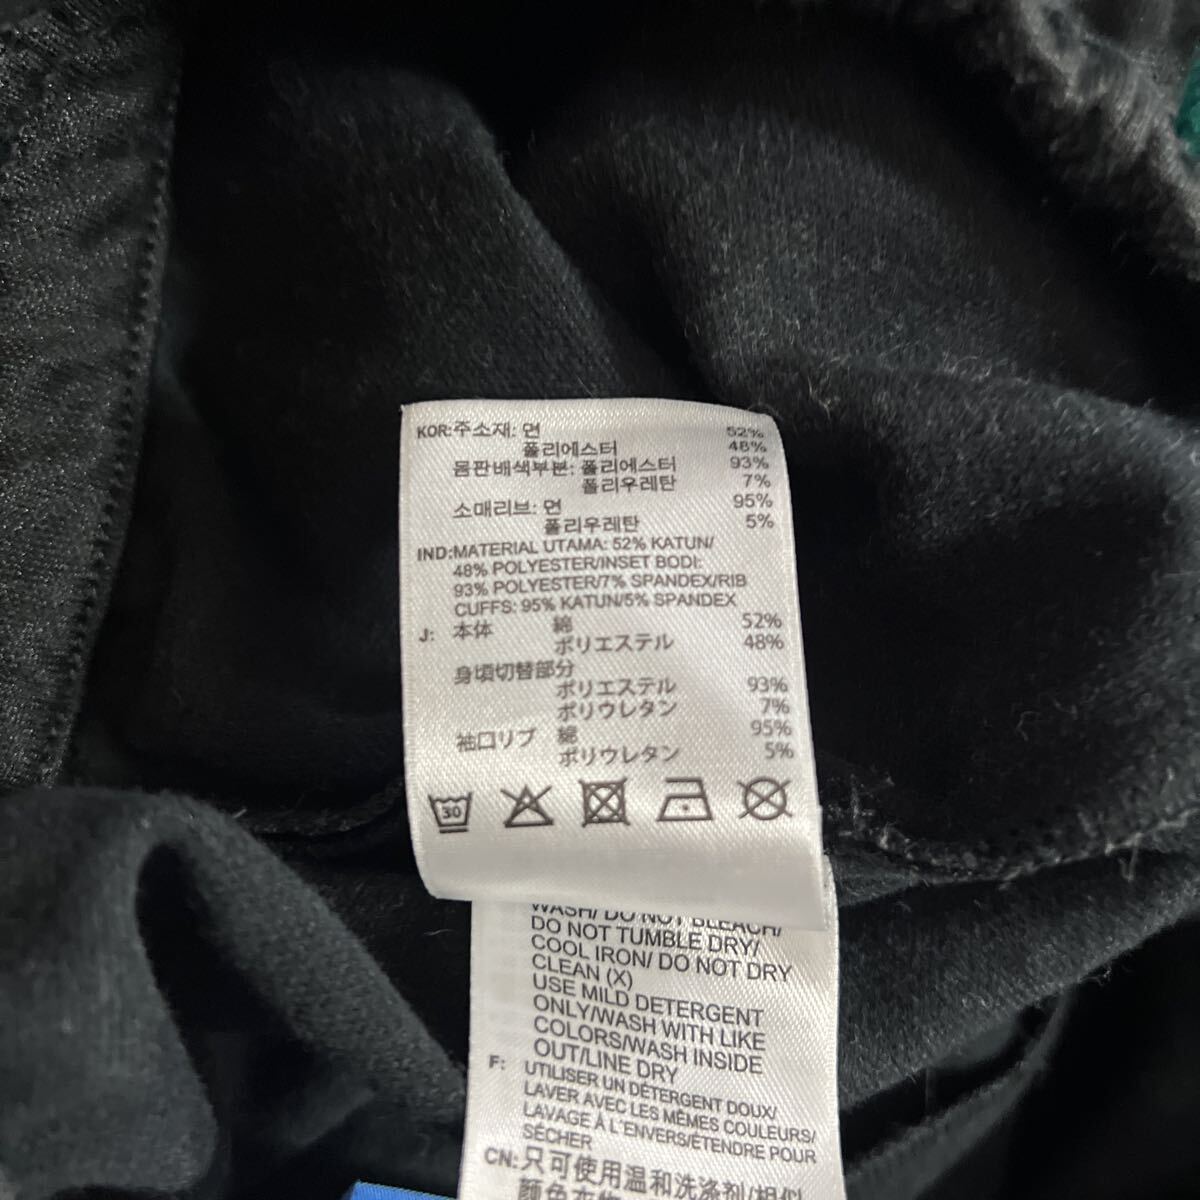 KOR:주소재: 면 52%
폴리에스터 48%
몸판배색부분: 폴리에스터 93%
폴리우레탄 7%
소매리브: 면 95%
폴리우레탄 5%
IND:MATERIAL UTAMA: 52% KATUN/
48% POLYESTER/INSET BODI:
93% POLYESTER/7% SPANDEX/RIB
CUFFS: 95% KATUN/5% SPANDEX
J: 本体 綿 52%
ポリエステル 48%
身頃切替部分
ポリエステル 93%
ポリウレタン 7%
袖口リブ 綿 95%
ポリウレタン 5%
30
WASH/ DO NOT BLEACH/
DO NOT TUMBLE DRY/
COOL IRON/ DO NOT DRY
CLEAN (X)
USE MILD DETERGENT
ONLY/WASH WITH LIKE
COLORS/WASH INSIDE
OUT/LINE DRY
F: UTILISER UN DÉTERGENT DOUX/
LAVER AVEC LES MÊMES COULEURS/
LAVAGE À L'ENVERS/ÉTENDRE POUR
SÉCHER
CN:只可使用温和洗涤剂/相似
颜色衣物